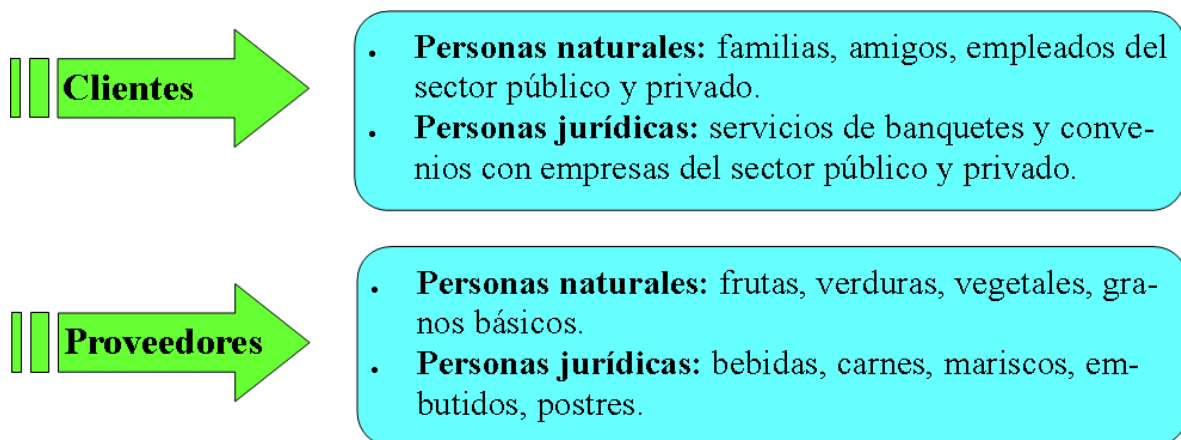 Clientes
• Personas naturales: familias, amigos, empleados del
sector público y privado.
• Personas jurídicas: servicios de banquetes y conve-
nios con empresas del sector público y privado.
Proveedores
• Personas naturales: frutas, verduras, vegetales, gra-
nos básicos.
• Personas jurídicas: bebidas, carnes, mariscos, em-
butidos, postres.